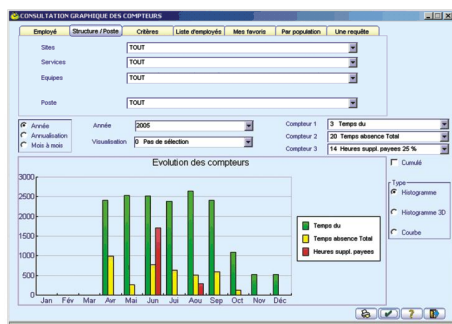 CONSULTATION GRAPHIQUE DES COMPTEURS
Employé Structure / Poste Critères Liste d'employés Mes favoris Par population Une requête
Sites TOUT
Services TOUT
Equipes TOUT
Poste TOUT
Année Année 2005 Compteur 1 3 Temps du
Annualisation Compteur 2 20 Temps absence Total
Mois à mois Visualisation 0 Pas de sélection Compteur 3 14 Heures suppl. payees 25 %
Evolution des compteurs
Cumulé
3000
2500
2000
1500
1000
500
0
Jan Fév Mar Avr Mai Jun Jui Aou Sep Oct Nov Déc
Temps du
Temps absence Total
Heures suppl. payees
Type
Histogramme
Histogramme 3D
Courbe